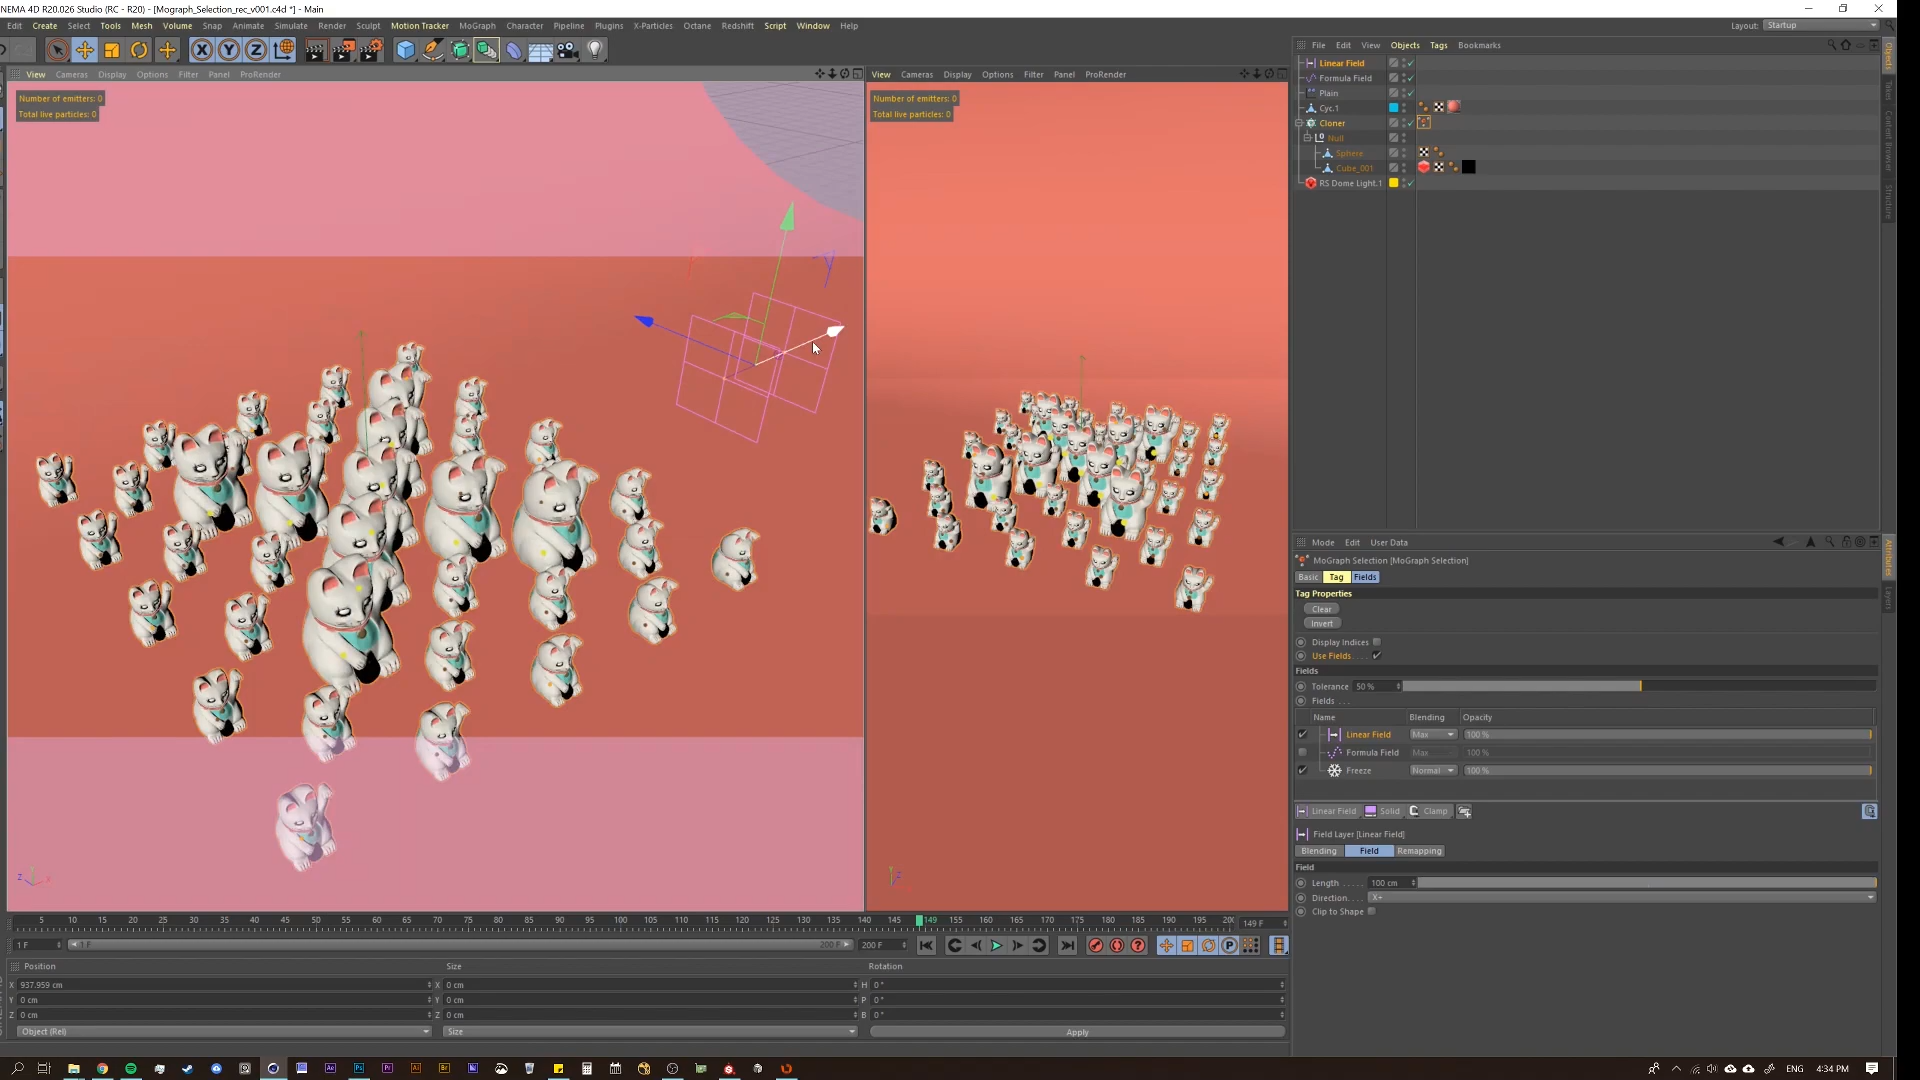 NEMA 4D R20.026 Studio (RC - R20) - [Mograph_Selection_rec_v001.c4d *] - Main
Edit Create Select Tools Mesh Volume Snap Animate Simulate Render Sculpt Motion Tracker MoGraph Character Pipeline Plugins X-Particles Octane Redshift Script Window Help
Layout: Startup
X Y Z
View Cameras Display Options Filter Panel ProRender
View Cameras Display Options Filter Panel ProRender
Number of emitters: 0
Total live particles: 0
Number of emitters: 0
Total live particles: 0
File Edit View Objects Tags Bookmarks
Linear Field
Formula Field
Plain
Cyc.1
Cloner
Null
Sphere
Cube_001
RS Dome Light.1
Objects
Takes
Content Browser
Structure
Mode Edit User Data
MoGraph Selection [MoGraph Selection]
Basic Tag Fields
Tag Properties
Clear
Invert
Display Indices
Use Fields
Fields
Tolerance 50 %
Fields
Name Blending Opacity
Linear Field Max 100 %
Formula Field Max 100 %
Freeze Normal 100 %
Linear Field Solid Clamp
Field Layer [Linear Field]
Blending Field Remapping
Field
Length 100 cm
Direction X+
Clip to Shape
Attributes
Layers
5 10 15 20 25 30 35 40 45 50 55 60 65 70 75 80 85 90 95 100 105 110 115 120 125 130 135 140 145 149 155 160 165 170 175 180 185 190 195 20
149 F
1 F 1 F 200 F 200 F
Position Size Rotation
X 937.959 cm X 0 cm H 0 °
Y 0 cm Y 0 cm P 0 °
Z 0 cm Z 0 cm B 0 °
Object (Rel) Size Apply
ENG 4:34 PM